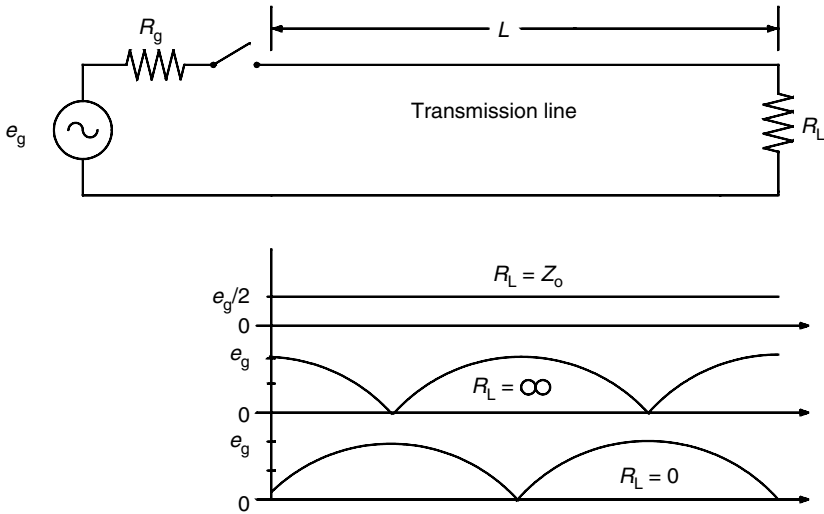 R_g
L
e_g
Transmission line
R_L
R_L = Z_o
e_g/2
0
e_g
R_L = ∞
0
e_g
R_L = 0
0